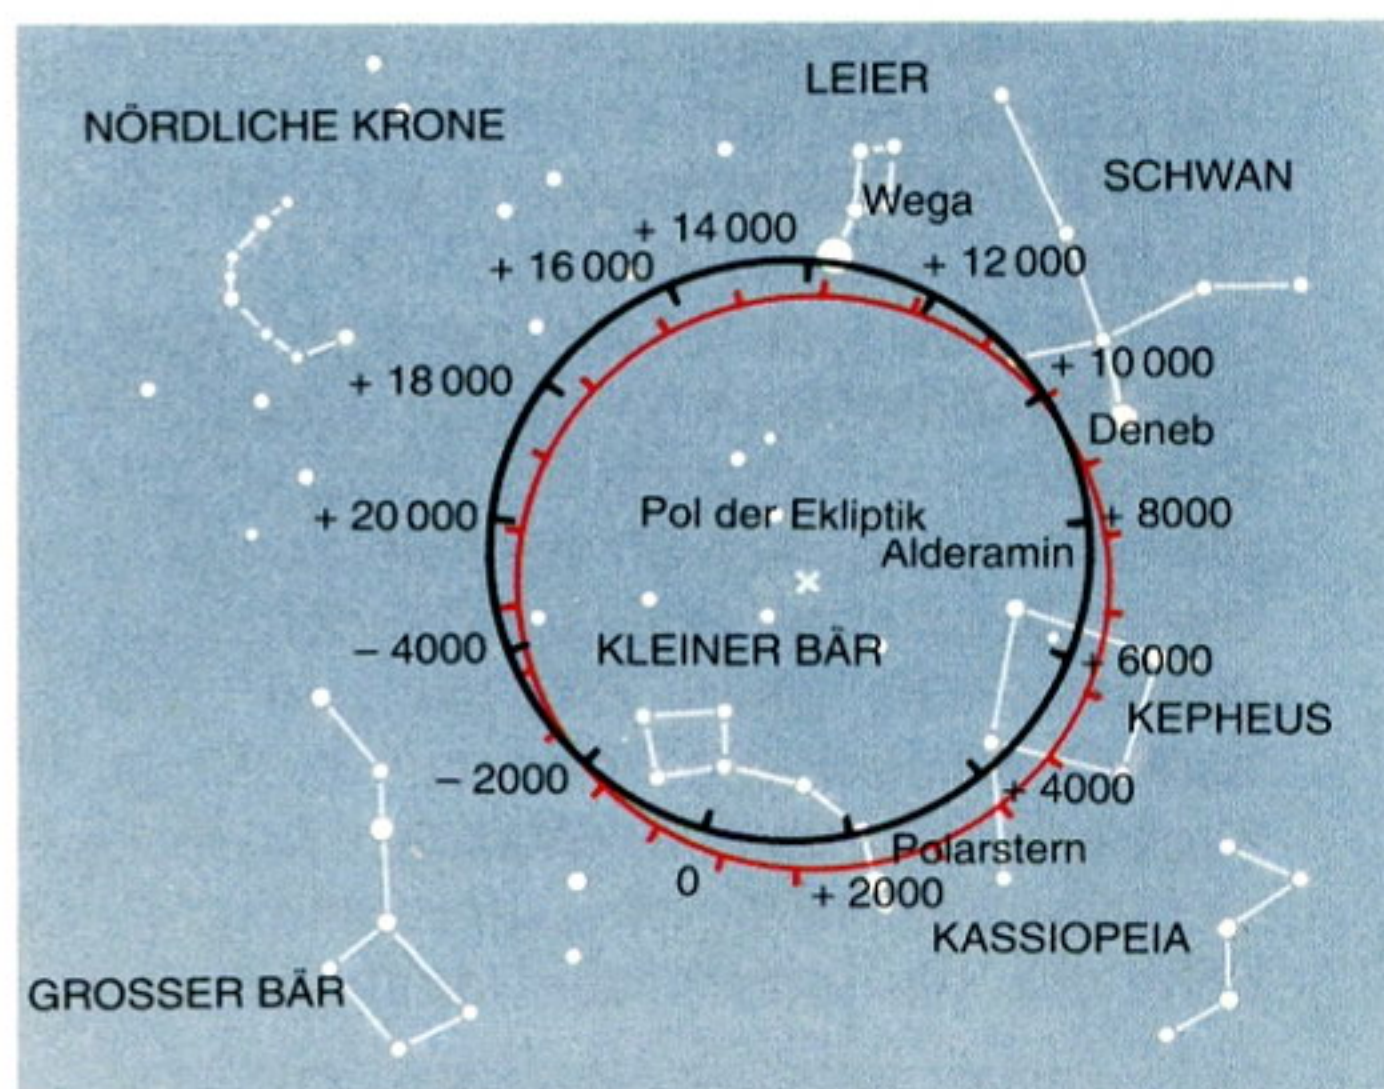 LEIER
NÖRDLICHE KRONE
SCHWAN
Wega
+ 14 000
+ 16 000
+ 12 000
+ 10 000
+ 18 000
Deneb
+ 20 000
Pol der Ekliptik
+ 8000
Alderamin
- 4000
KLEINER BÄR
+ 6000
KEPHEUS
- 2000
+ 4000
Polarstern
0
+ 2000
KASSIOPEIA
GROSSER BÄR